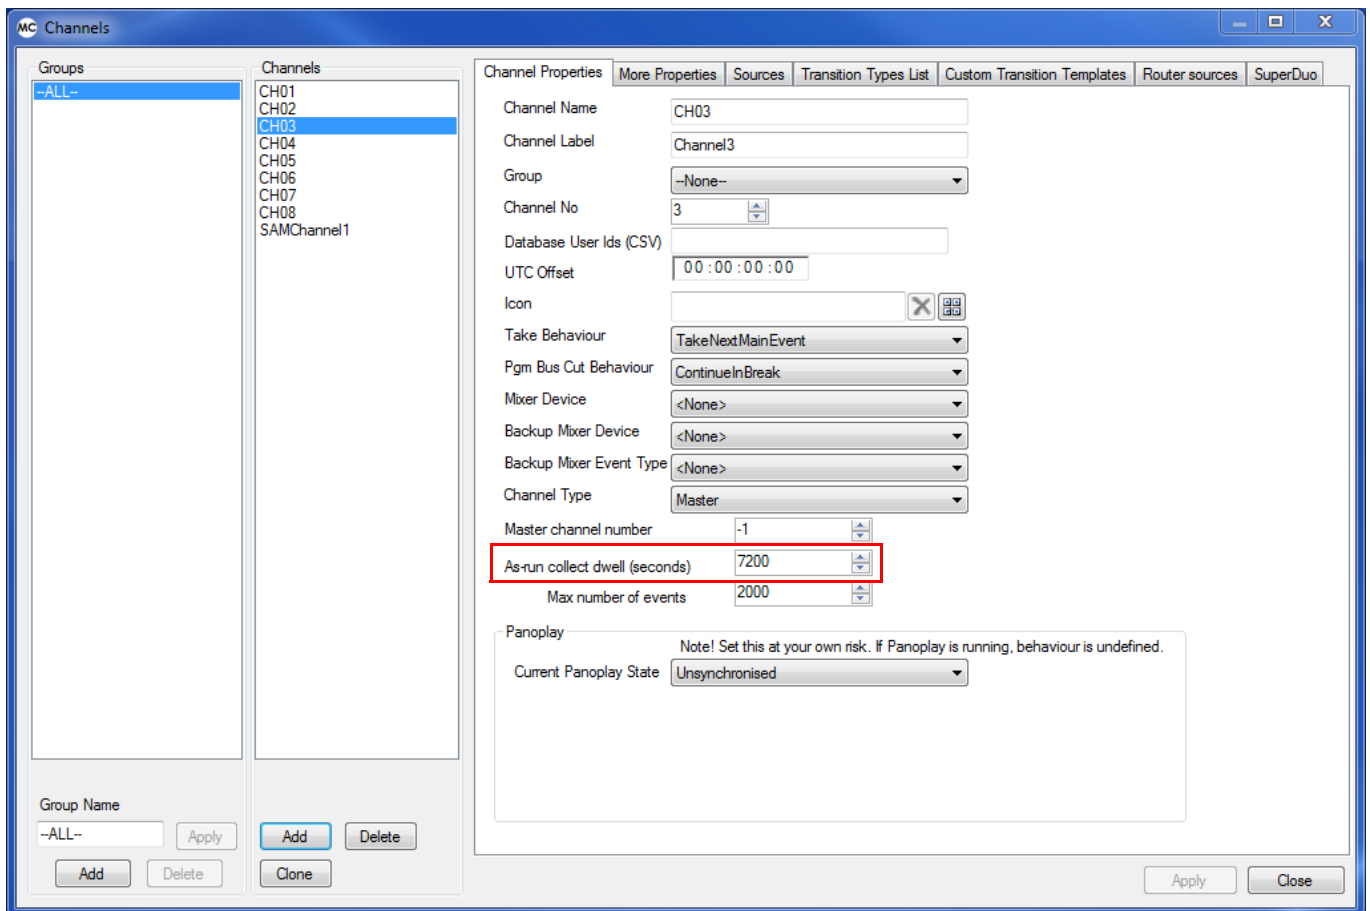 MC Channels
Groups
--ALL--
Group Name
--ALL--
Apply
Add Delete
Channels
CH01
CH02
CH03
CH04
CH05
CH06
CH07
CH08
SAMChannel1
Add Delete
Clone
Channel Properties More Properties Sources Transition Types List Custom Transition Templates Router sources SuperDuo
Channel Name CH03
Channel Label Channel3
Group --None--
Channel No 3
Database User Ids (CSV)
UTC Offset 00:00:00:00
Icon
Take Behaviour TakeNextMainEvent
Pgm Bus Cut Behaviour ContinueInBreak
Mixer Device <None>
Backup Mixer Device <None>
Backup Mixer Event Type <None>
Channel Type Master
Master channel number -1
As-run collect dwell (seconds) 7200
Max number of events 2000
Panoplay
Note! Set this at your own risk. If Panoplay is running, behaviour is undefined.
Current Panoplay State Unsynchronised
Apply Close